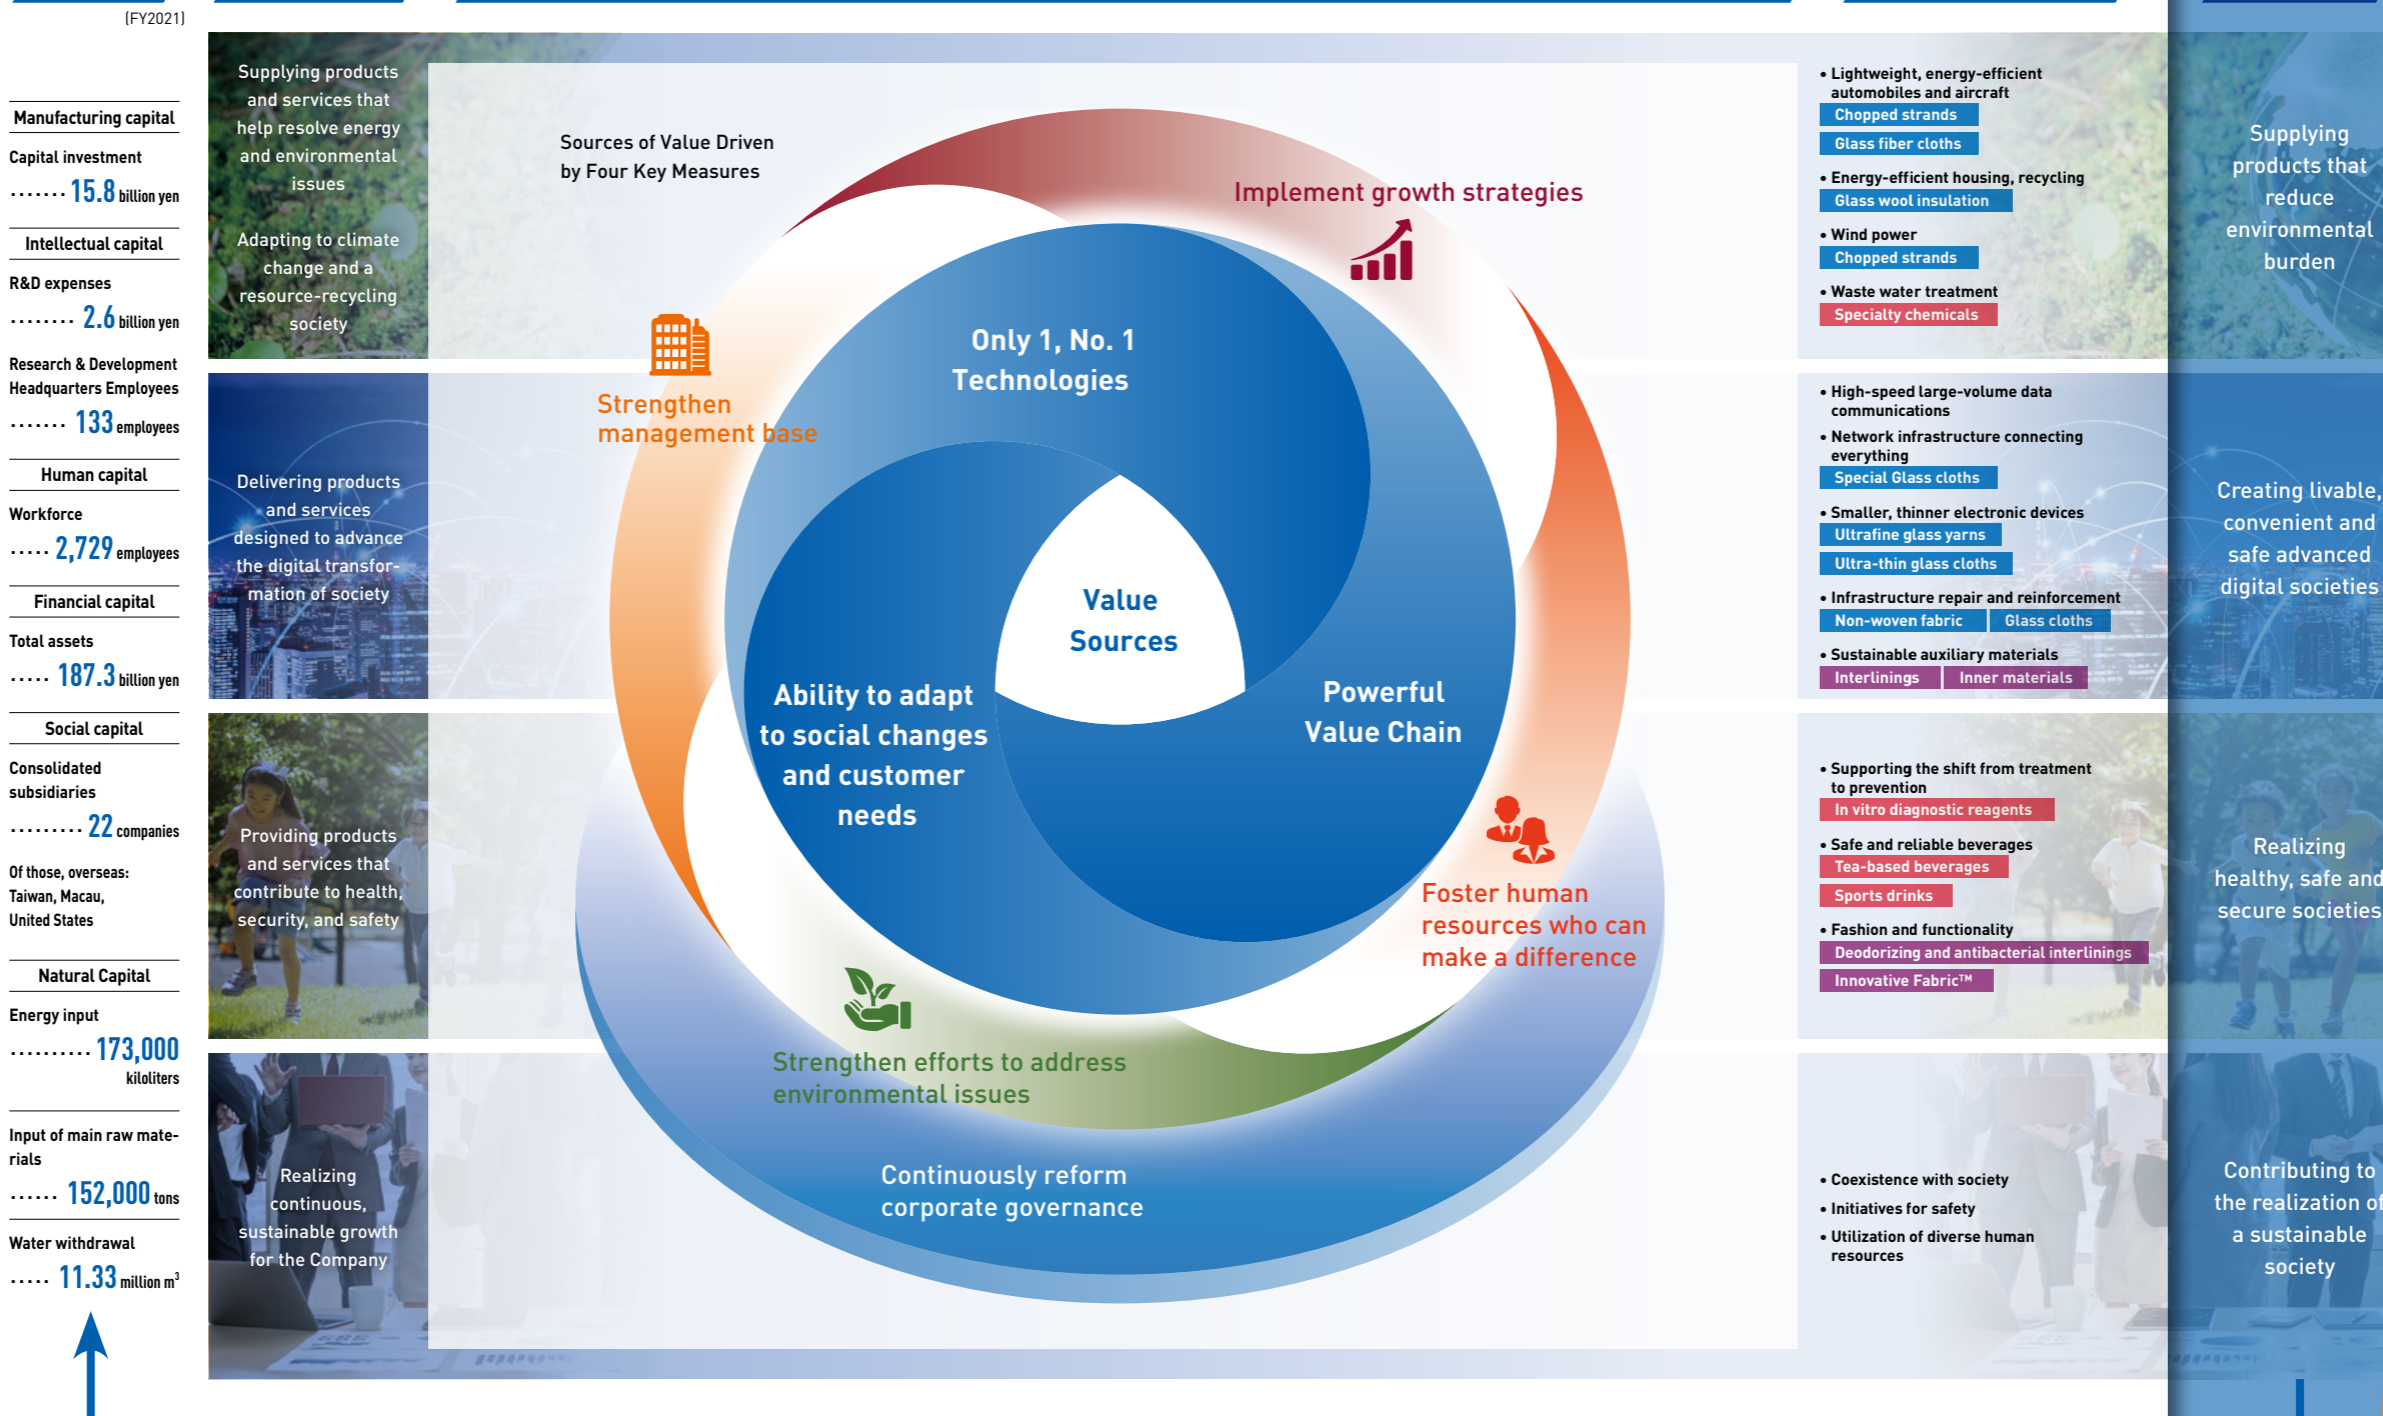 (FY2021)
Manufacturing capital
Capital investment
....... 15.8 billion yen
Intellectual capital
R&D expenses
........ 2.6 billion yen
Research & Development
Headquarters Employees
....... 133 employees
Human capital
Workforce
..... 2,729 employees
Financial capital
Total assets
..... 187.3 billion yen
Social capital
Consolidated
subsidiaries
......... 22 companies
Of those, overseas:
Taiwan, Macau,
United States
Natural Capital
Energy input
.......... 173,000
kiloliters
Input of main raw mate-
rials
...... 152,000 tons
Water withdrawal
..... 11.33 million m³
Supplying products
and services that
help resolve energy
and environmental
issues
Adapting to climate
change and a
resource-recycling
society
Delivering products
and services
designed to advance
the digital transfor-
mation of society
Providing products
and services that
contribute to health,
security, and safety
Realizing
continuous,
sustainable growth
for the Company
Sources of Value Driven
by Four Key Measures
Implement growth strategies
Strengthen
management base
Only 1, No. 1
Technologies
Value
Sources
Ability to adapt
to social changes
and customer
needs
Powerful
Value Chain
Foster human
resources who can
make a difference
Strengthen efforts to address
environmental issues
Continuously reform
corporate governance
• Lightweight, energy-efficient
automobiles and aircraft
Chopped strands
Glass fiber cloths
• Energy-efficient housing, recycling
Glass wool insulation
• Wind power
Chopped strands
• Waste water treatment
Specialty chemicals
• High-speed large-volume data
communications
• Network infrastructure connecting
everything
Special Glass cloths
• Smaller, thinner electronic devices
Ultrafine glass yarns
Ultra-thin glass cloths
• Infrastructure repair and reinforcement
Non-woven fabric Glass cloths
• Sustainable auxiliary materials
Interlinings Inner materials
• Supporting the shift from treatment
to prevention
In vitro diagnostic reagents
• Safe and reliable beverages
Tea-based beverages
Sports drinks
• Fashion and functionality
Deodorizing and antibacterial interlinings
Innovative Fabric™
• Coexistence with society
• Initiatives for safety
• Utilization of diverse human
resources
Supplying
products that
reduce
environmental
burden
Creating livable,
convenient and
safe advanced
digital societies
Realizing
healthy, safe and
secure societies
Contributing to
the realization of
a sustainable
society